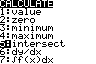 CALCULATE
1:value
2:zero
3:minimum
4:maximum
5:intersect
6:dy/dx
7:∫f(x)dx